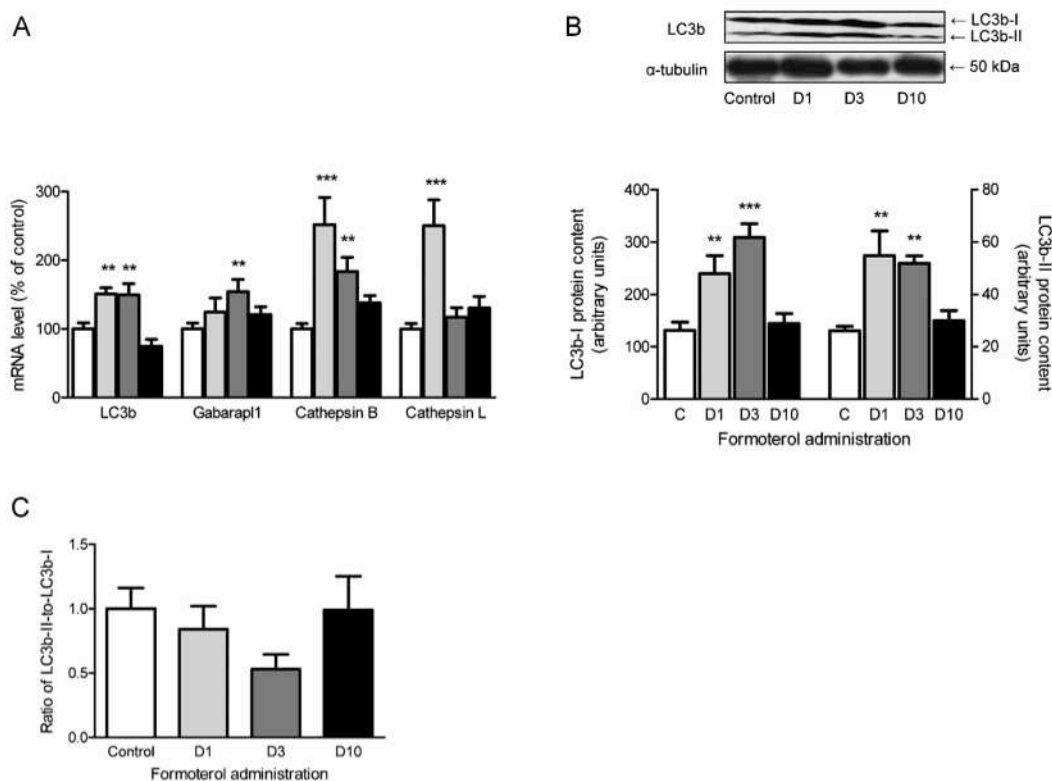 A
mRNA level (% of control)
300
200
100
0
** **
**
***
**
***
LC3b Gabarapl1 Cathepsin B Cathepsin L
B
LC3b
← LC3b-I
← LC3b-II
α-tubulin
← 50 kDa
Control D1 D3 D10
LC3b-I protein content
(arbitrary units)
400
300
200
100
0
**
***
**
**
80
60
40
20
0
LC3b-II protein content
(arbitrary units)
C D1 D3 D10 C D1 D3 D10
Formoterol administration
C
Ratio of LC3b-II-to-LC3b-I
1.5
1.0
0.5
0.0
Control D1 D3 D10
Formoterol administration